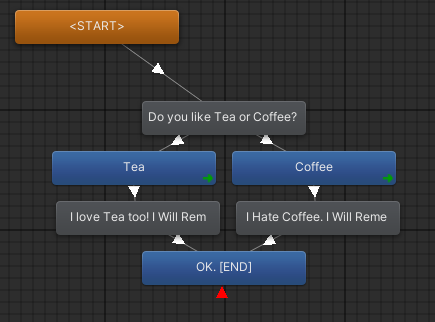 <START>
Do you like Tea or Coffee?
Tea
Coffee
I love Tea too! I Will Rem
I Hate Coffee. I Will Reme
OK. [END]